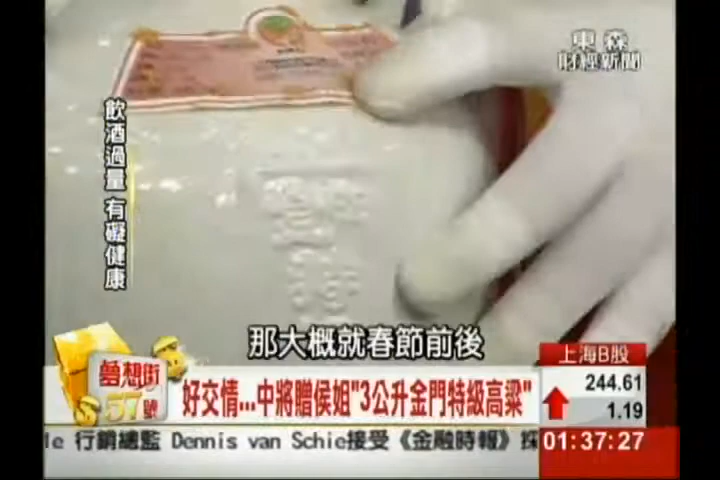 東森
財經新聞
飲酒過量 有礙健康
那大概就春節前後
夢想街
57號
好交情...中將贈侯姐"3公升金門特級高粱"
上海B股
244.61
1.19
le 行銷總監 Dennis van Schie接受《金融時報》採
01:37:27